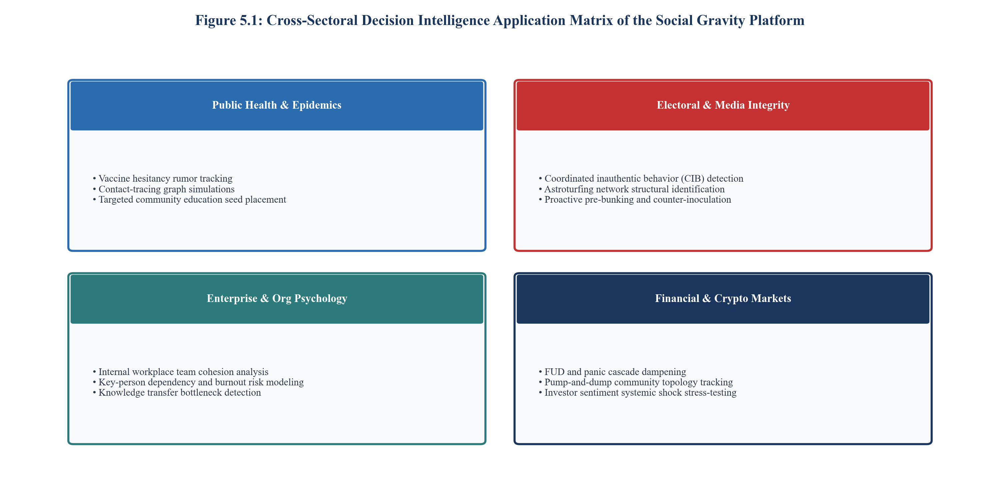 Figure 5.1: Cross-Sectoral Decision Intelligence Application Matrix of the Social Gravity Platform
Public Health & Epidemics
• Vaccine hesitancy rumor tracking
• Contact-tracing graph simulations
• Targeted community education seed placement
Electoral & Media Integrity
• Coordinated inauthentic behavior (CIB) detection
• Astroturfing network structural identification
• Proactive pre-bunking and counter-inoculation
Enterprise & Org Psychology
• Internal workplace team cohesion analysis
• Key-person dependency and burnout risk modeling
• Knowledge transfer bottleneck detection
Financial & Crypto Markets
• FUD and panic cascade dampening
• Pump-and-dump community topology tracking
• Investor sentiment systemic shock stress-testing